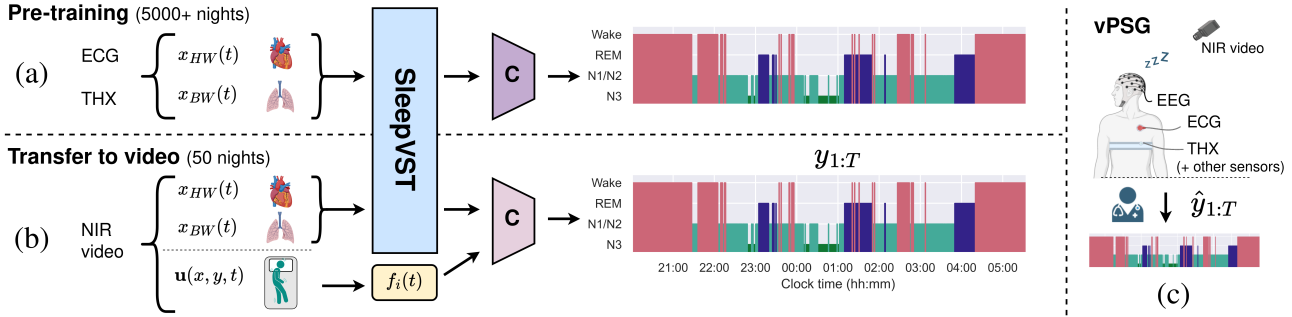 Pre-training (5000+ nights)
(a)
ECG
x_HW(t)
THX
x_BW(t)
SleepVST
C
Wake
REM
N1/N2
N3
Transfer to video (50 nights)
(b)
NIR
video
x_HW(t)
x_BW(t)
u(x, y, t)
f_i(t)
C
y_1:T
Wake
REM
N1/N2
N3
21:00 22:00 23:00 00:00 01:00 02:00 03:00 04:00 05:00
Clock time (hh:mm)
vPSG
NIR video
zzz
EEG
ECG
THX
(+ other sensors)
ŷ_1:T
(c)